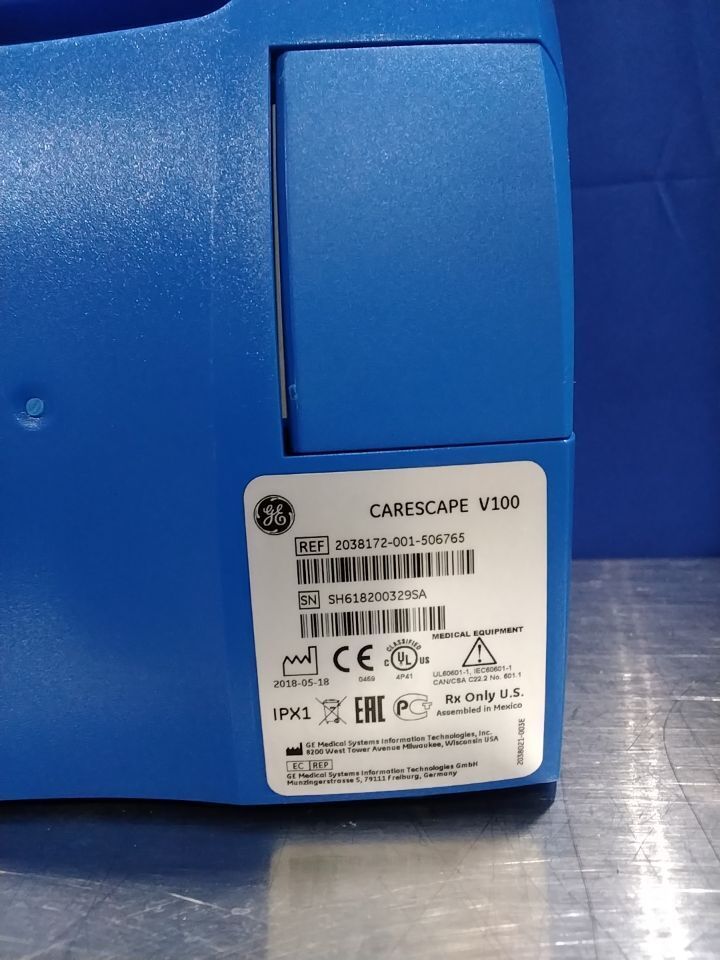 GE
CARESCAPE V100
REF 2038172-001-506765
SN SH618200329SA
2018-05-18
CE
0459
CLASSIFIED
C UL US
4P41
MEDICAL EQUIPMENT
UL60601-1, IEC60601-1
CAN/CSA C22.2 No. 601.1
IPX1 EAC PCT Rx Only U.S.
Assembled in Mexico
GE Medical Systems Information Technologies, Inc.
8200 West Tower Avenue Milwaukee, Wisconsin USA
EC REP
GE Medical Systems Information Technologies GmbH
Munzingerstrasse 5, 79111 Freiburg, Germany
2038021-003E